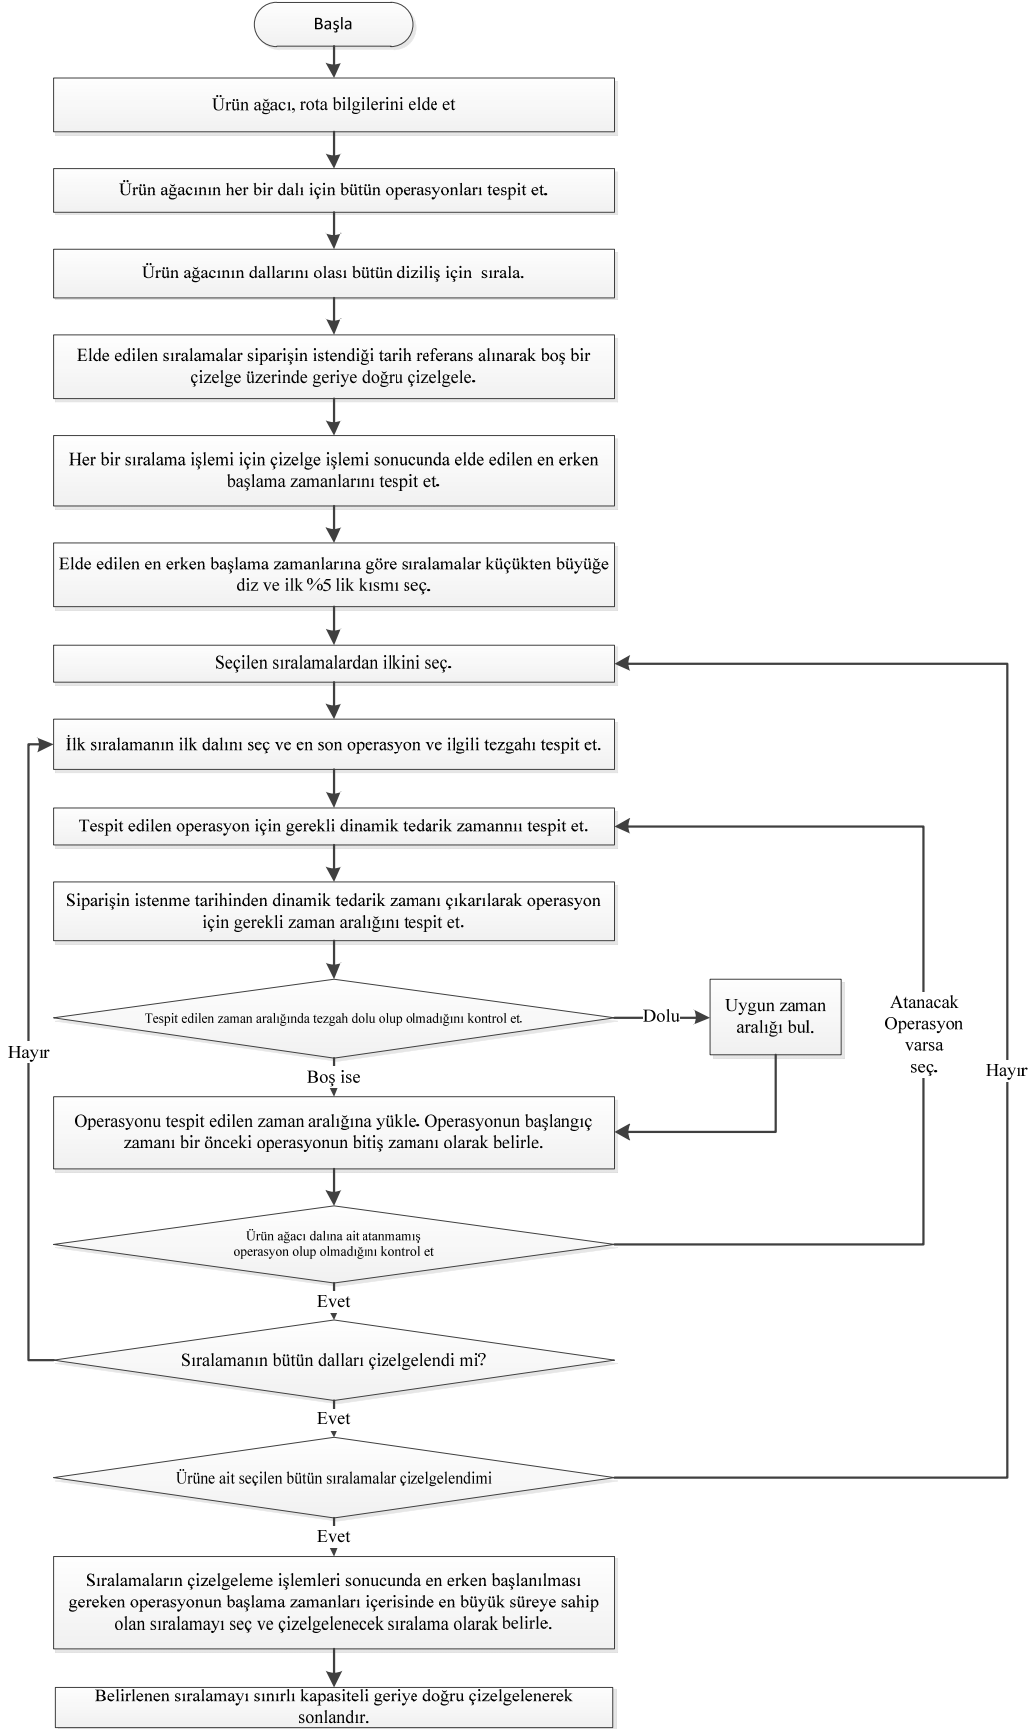 Başla
Ürün ağacı, rota bilgilerini elde et
Ürün ağacının her bir dalı için bütün operasyonları tespit et.
Ürün ağacının dallarını olası bütün diziliş için sırala.
Elde edilen sıralamalar siparişin istendiği tarih referans alınarak boş bir
çizelge üzerinde geriye doğru çizelgele.
Her bir sıralama işlemi için çizelge işlemi sonucunda elde edilen en erken
başlama zamanlarını tespit et.
Elde edilen en erken başlama zamanlarına göre sıralamalar küçükten büyüğe
diz ve ilk %5 lik kısmı seç.
Seçilen sıralamalardan ilkini seç.
İlk sıralamanın ilk dalını seç ve en son operasyon ve ilgili tezgahı tespit et.
Tespit edilen operasyon için gerekli dinamik tedarik zamannıı tespit et.
Siparişin istenme tarihinden dinamik tedarik zamanı çıkarılarak operasyon
için gerekli zaman aralığını tespit et.
Tespit edilen zaman aralığında tezgah dolu olup olmadığını kontrol et.
Dolu
Uygun zaman
aralığı bul.
Atanacak
Operasyon
varsa
seç.
Hayır
Hayır
Boş ise
Operasyonu tespit edilen zaman aralığına yükle. Operasyonun başlangıç
zamanı bir önceki operasyonun bitiş zamanı olarak belirle.
Ürün ağacı dalına ait atanmamış
operasyon olup olmadığını kontrol et
Evet
Sıralamanın bütün dalları çizelgelendi mi?
Evet
Ürüne ait seçilen bütün sıralamalar çizelgelendimi
Evet
Sıralamaların çizelgeleme işlemleri sonucunda en erken başlanılması
gereken operasyonun başlama zamanları içerisinde en büyük süreye sahip
olan sıralamayı seç ve çizelgelenecek sıralama olarak belirle.
Belirlenen sıralamayı sınırlı kapasiteli geriye doğru çizelgelenerek
sonlandır.